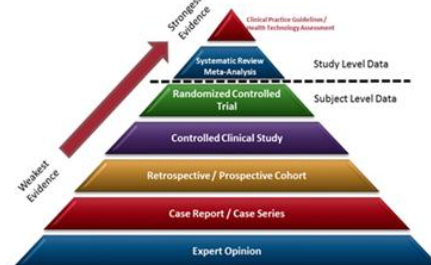 Strongest
Evidence
Clinical Practice Guidelines/
Health Technology Assessment
Systematic Review
Meta-Analysis
Study Level Data
Randomized Controlled
Trial
Subject Level Data
Controlled Clinical Study
Weakest
Evidence
Retrospective / Prospective Cohort
Case Report / Case Series
Expert Opinion